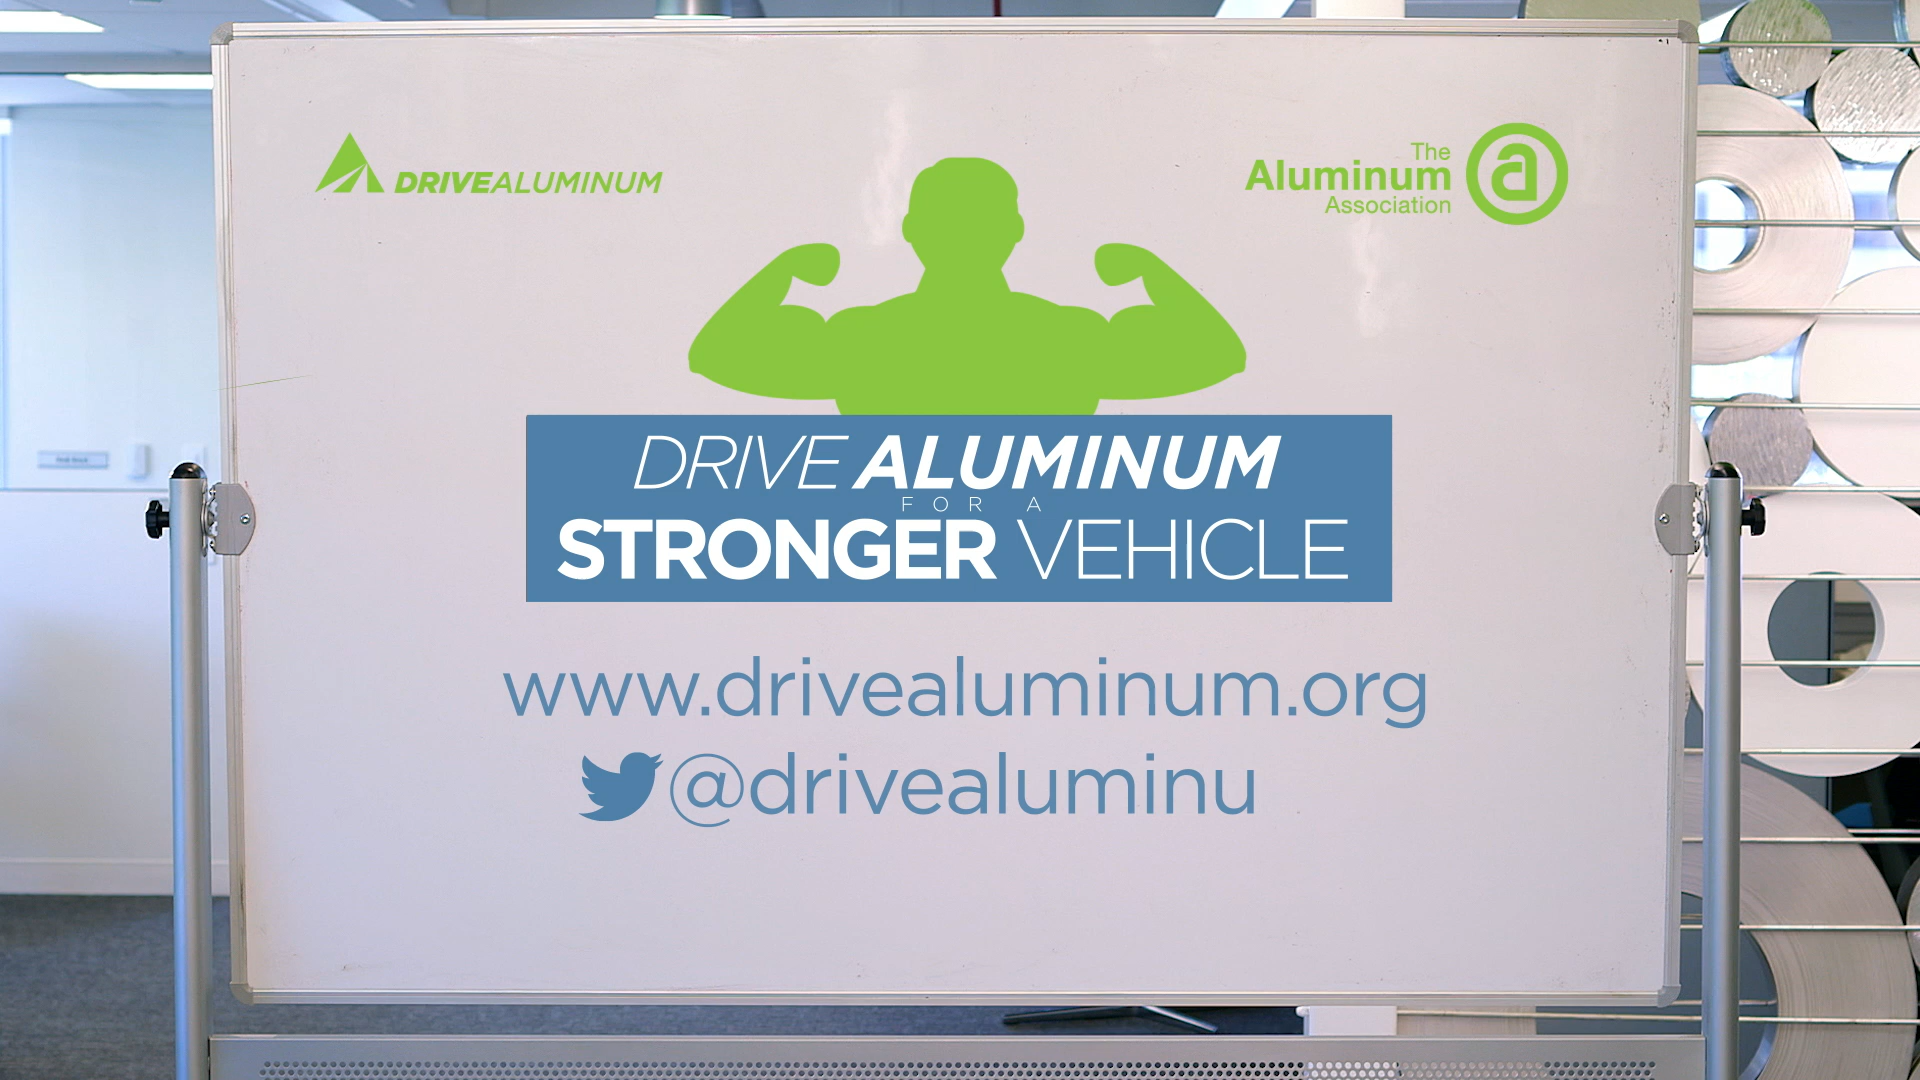 DRIVEALUMINUM
The
Aluminum
Association
a
DRIVE ALUMINUM
FOR A
STRONGER VEHICLE
www.drivealuminum.org
@drivealuminu